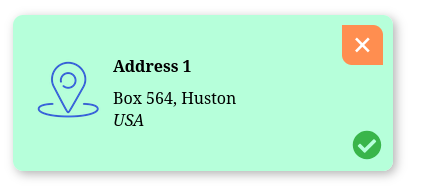 Address 1
Box 564, Huston
USA